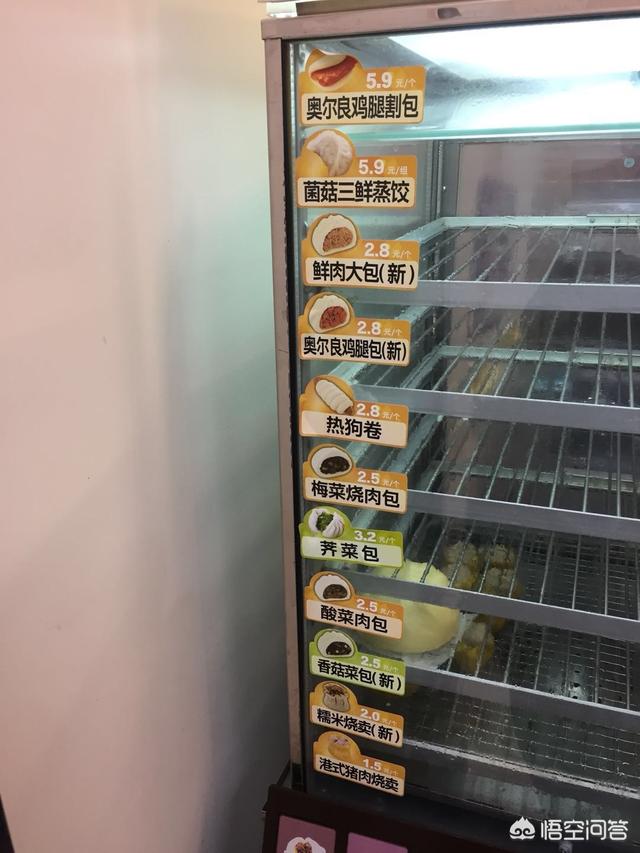 5.9元/个
奥尔良鸡腿割包
5.9元/组
菌菇三鲜蒸饺
2.8元/个
鲜肉大包(新)
2.8元/个
奥尔良鸡腿包(新)
2.8元/个
热狗卷
2.5元/个
梅菜烧肉包
3.2元/个
荠菜包
2.5元/个
酸菜肉包
2.5元/个
香菇菜包(新)
2.0元/个
糯米烧卖(新)
1.5元/个
港式猪肉烧卖
悟空问答